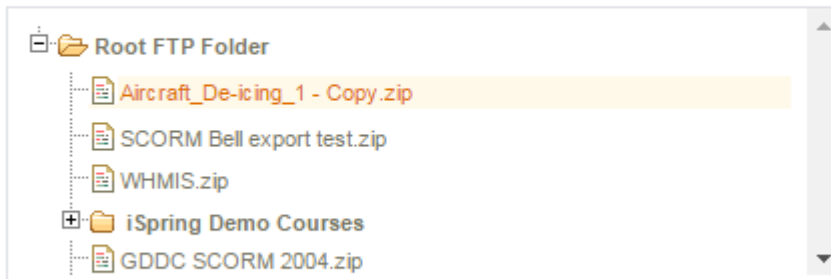 Root FTP Folder
Aircraft_De-icing_1 - Copy.zip
SCORM Bell export test.zip
WHMIS.zip
iSpring Demo Courses
GDDC SCORM 2004.zip